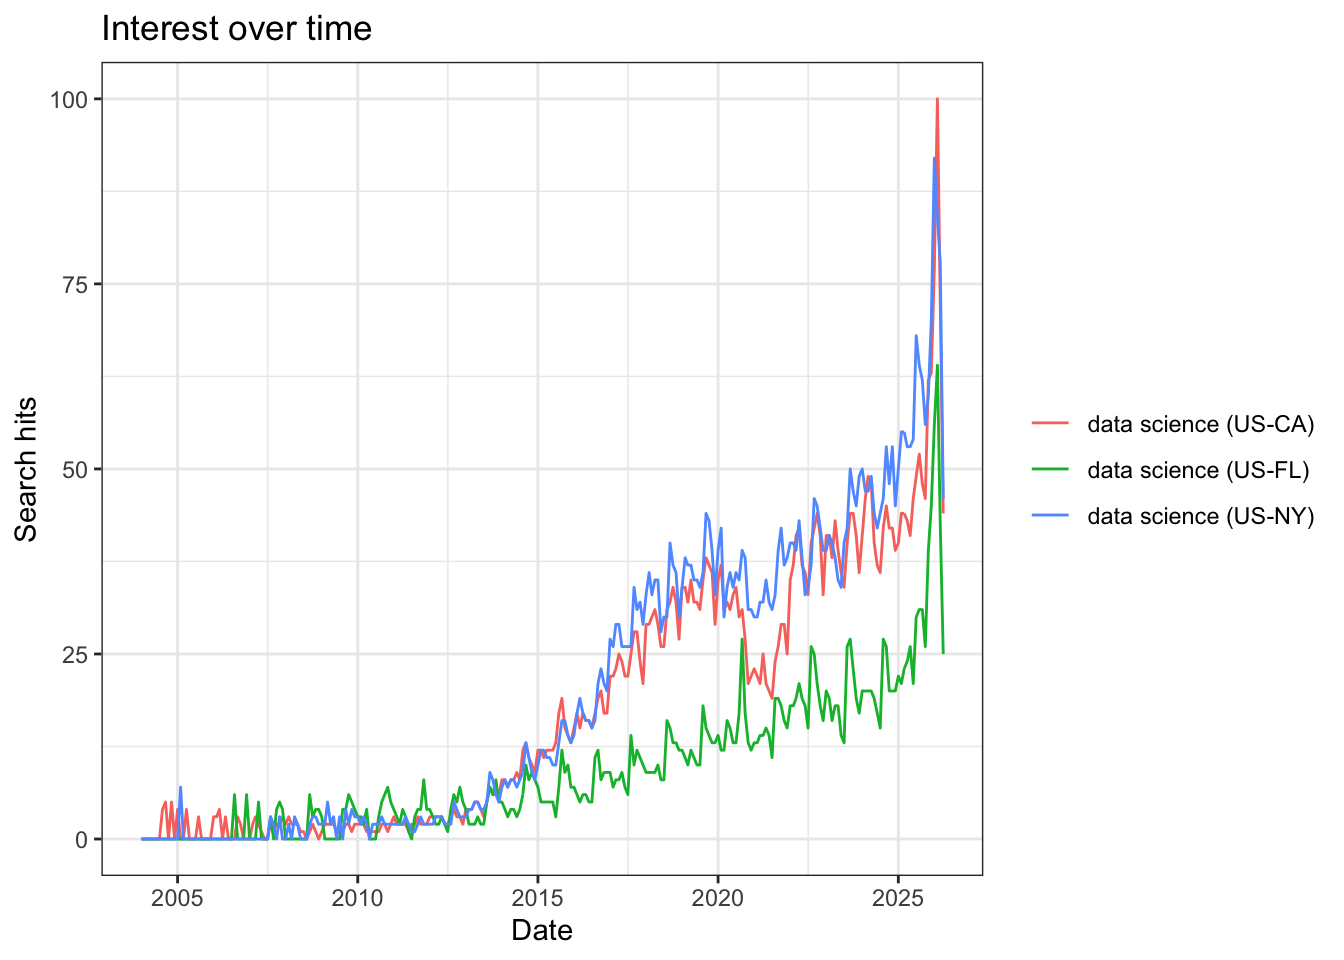 Interest over time
100
75
50
25
0
Search hits
2005
2010
2015
2020
2025
Date
data science (US-CA)
data science (US-FL)
data science (US-NY)